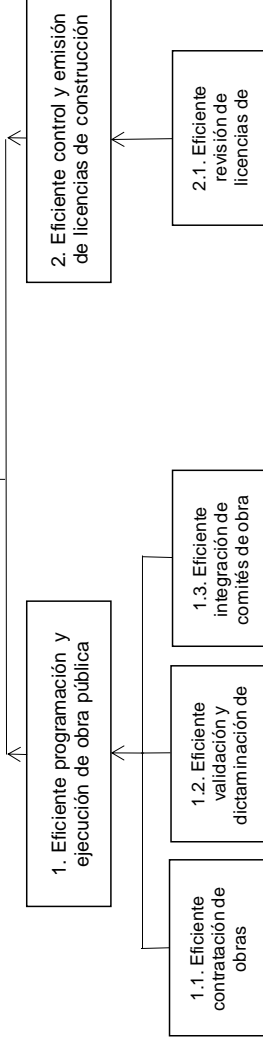 1. Eficiente programación y
ejecución de obra pública
2. Eficiente control y emisión
de licencias de construcción
1.1. Eficiente
contratación de
obras
1.2. Eficiente
validación y
dictaminación de
1.3. Eficiente
integración de
comités de obra
2.1. Eficiente
revisión de
licencias de